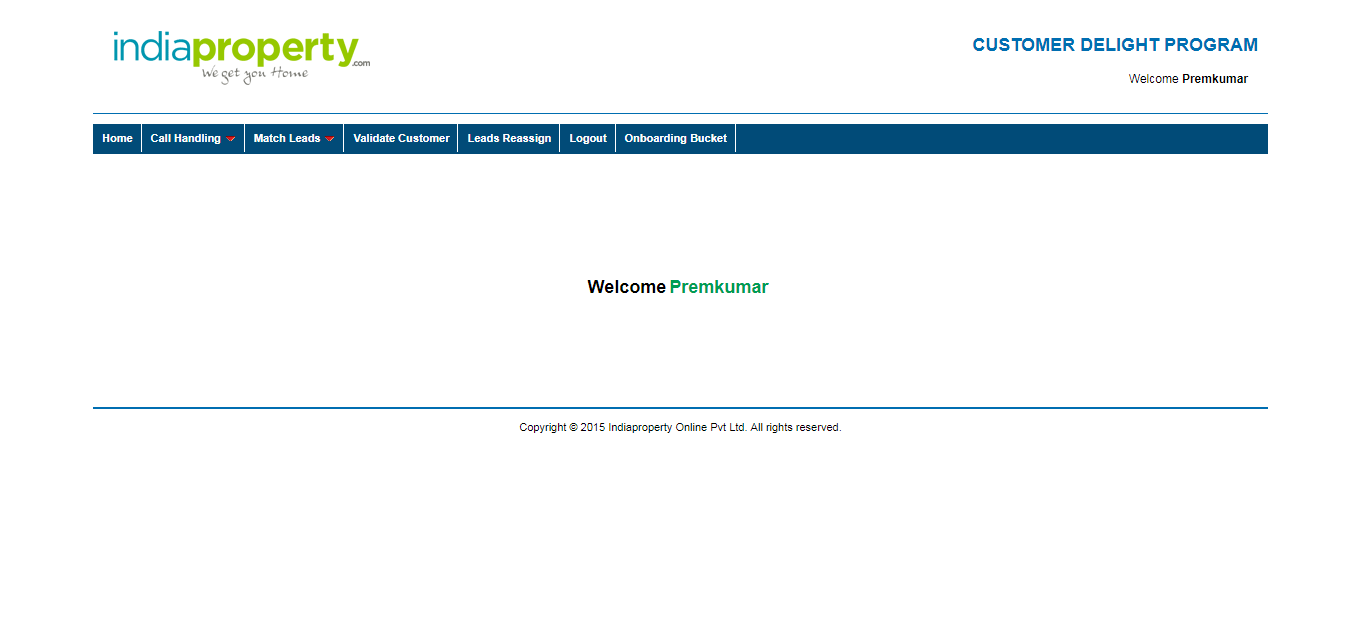 indiaproperty.com
We get you Home
CUSTOMER DELIGHT PROGRAM
Welcome Premkumar
Home Call Handling Match Leads Validate Customer Leads Reassign Logout Onboarding Bucket
Welcome Premkumar
Copyright © 2015 Indiaproperty Online Pvt Ltd. All rights reserved.